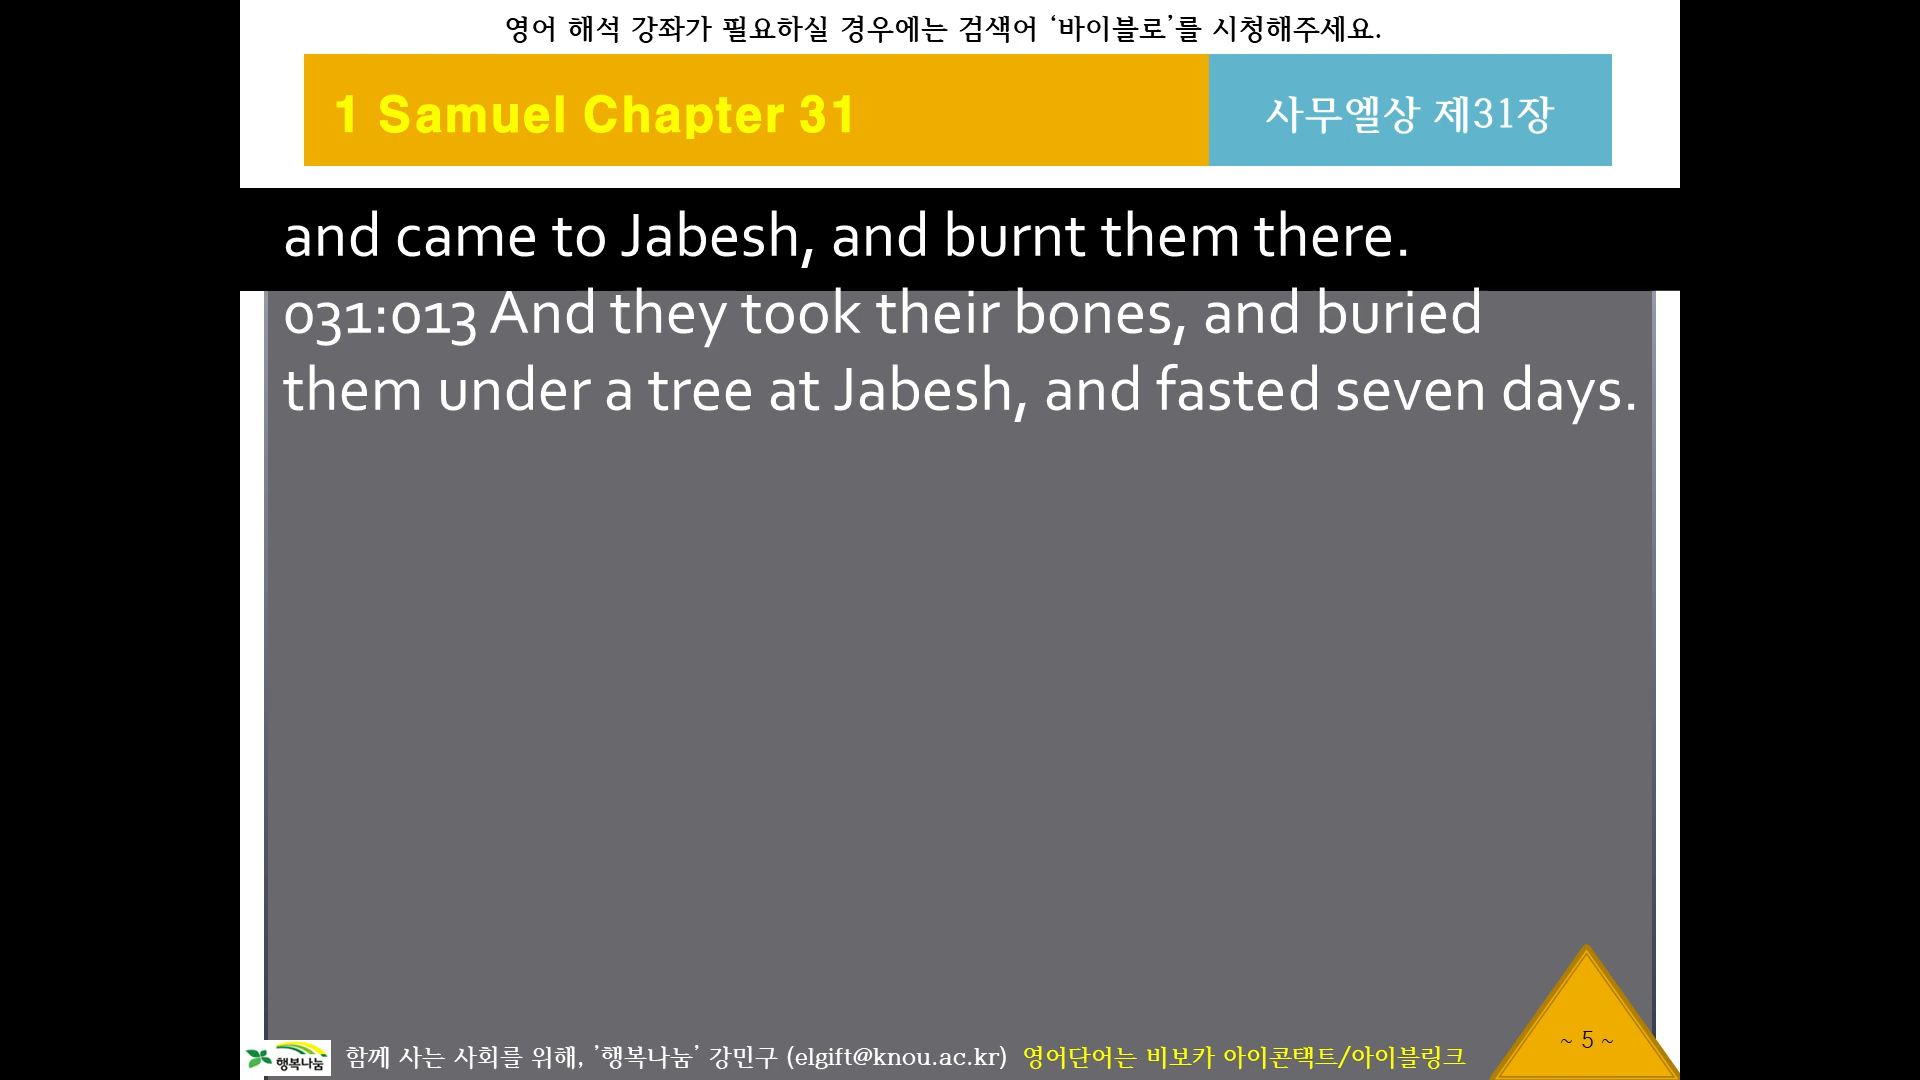 영어 해석 강좌가 필요하실 경우에는 검색어 ‘바이블로’를 시청해주세요.
1 Samuel Chapter 31
사무엘상 제31장
and came to Jabesh, and burnt them there.
031:013 And they took their bones, and buried
them under a tree at Jabesh, and fasted seven days.
행복나눔
함께 사는 사회를 위해, ’행복나눔’ 강민구 (elgift@knou.ac.kr) 영어단어는 비보카 아이콘택트/아이블링크
~ 5 ~